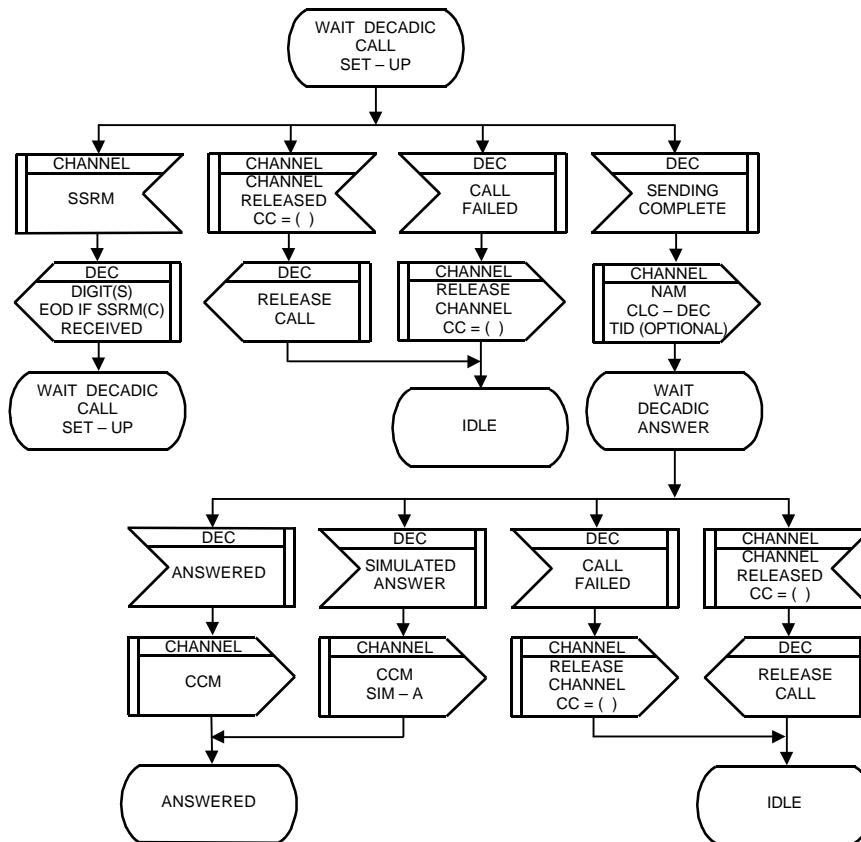 WAIT DECADIC
CALL
SET – UP
CHANNEL
SSRM
CHANNEL
CHANNEL
RELEASED
CC = ( )
DEC
CALL
FAILED
DEC
SENDING
COMPLETE
DEC
DIGIT(S)
EOD IF SSRM(C)
RECEIVED
DEC
RELEASE
CALL
CHANNEL
RELEASE
CHANNEL
CC = ( )
CHANNEL
NAM
CLC – DEC
TID (OPTIONAL)
WAIT DECADIC
CALL
SET – UP
IDLE
WAIT
DECADIC
ANSWER
DEC
ANSWERED
DEC
SIMULATED
ANSWER
DEC
CALL
FAILED
CHANNEL
CHANNEL
RELEASED
CC = ( )
CHANNEL
CCM
CHANNEL
CCM
SIM – A
CHANNEL
RELEASE
CHANNEL
CC = ( )
DEC
RELEASE
CALL
ANSWERED
IDLE